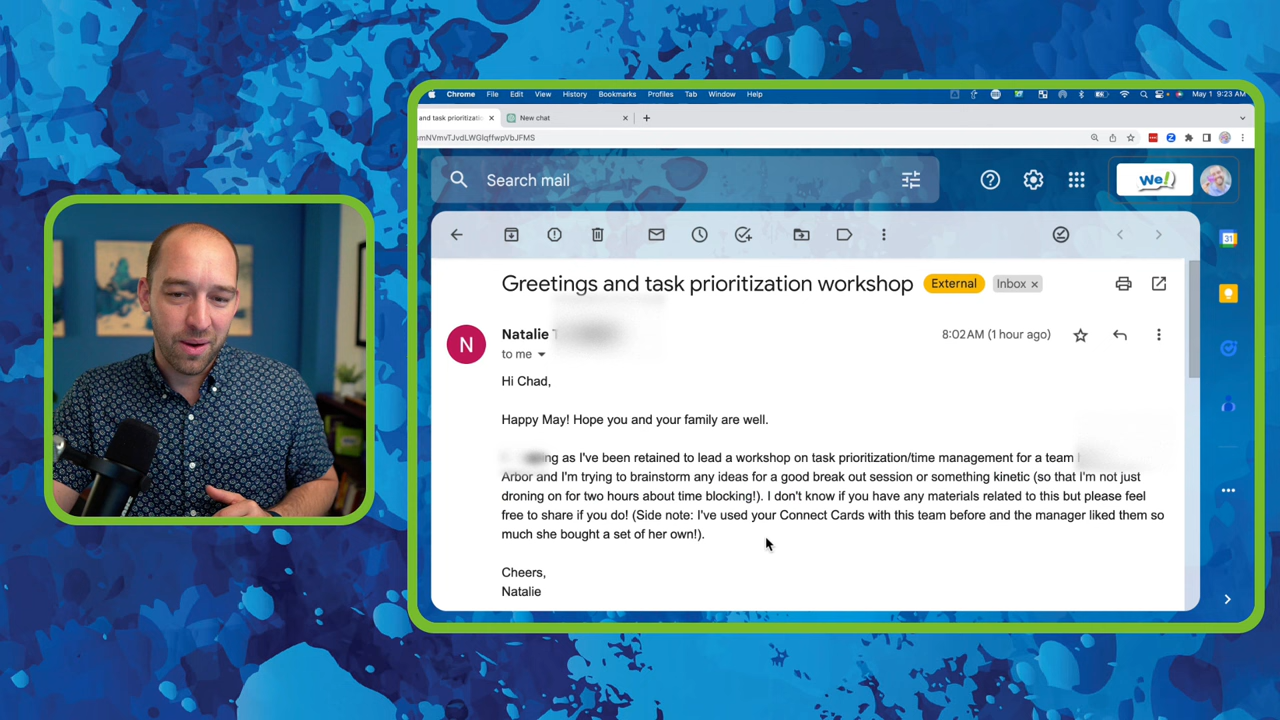 Chrome File Edit View History Bookmarks Profiles Tab Window Help May 1 9:23 AM
and task prioritizatio New chat
mNVmvTJvdLWGlqffwpVbJFMS
Search mail We!
31
Greetings and task prioritization workshop External Inbox
N Natalie 8:02AM (1 hour ago)
to me
Hi Chad,
Happy May! Hope you and your family are well.
ng as I've been retained to lead a workshop on task prioritization/time management for a team
Arbor and I'm trying to brainstorm any ideas for a good break out session or something kinetic (so that I'm not just
droning on for two hours about time blocking!). I don't know if you have any materials related to this but please feel
free to share if you do! (Side note: I've used your Connect Cards with this team before and the manager liked them so
much she bought a set of her own!).
Cheers,
Natalie